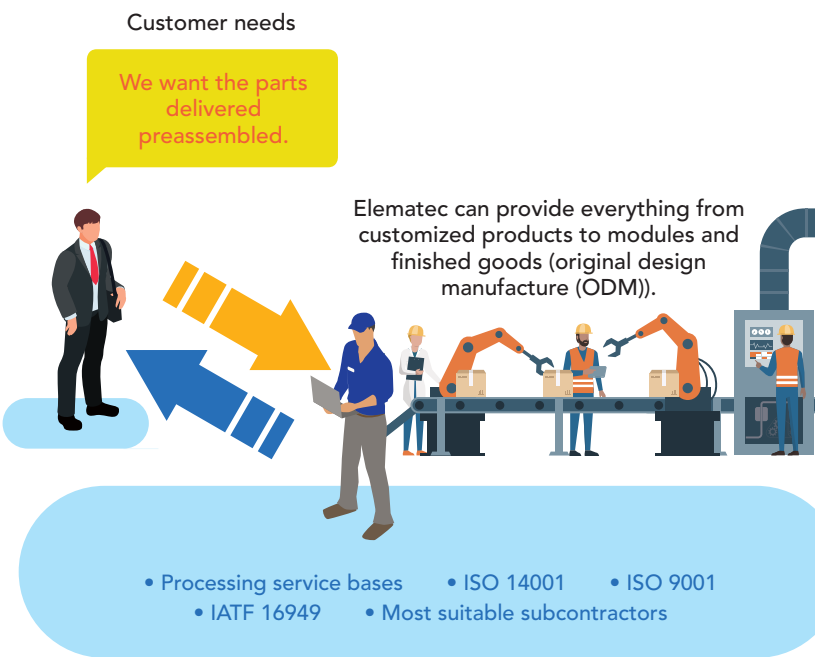 Customer needs
We want the parts
delivered
preassembled.
Elematec can provide everything from
customized products to modules and
finished goods (original design
manufacture (ODM)).
• Processing service bases • ISO 14001 • ISO 9001
• IATF 16949 • Most suitable subcontractors